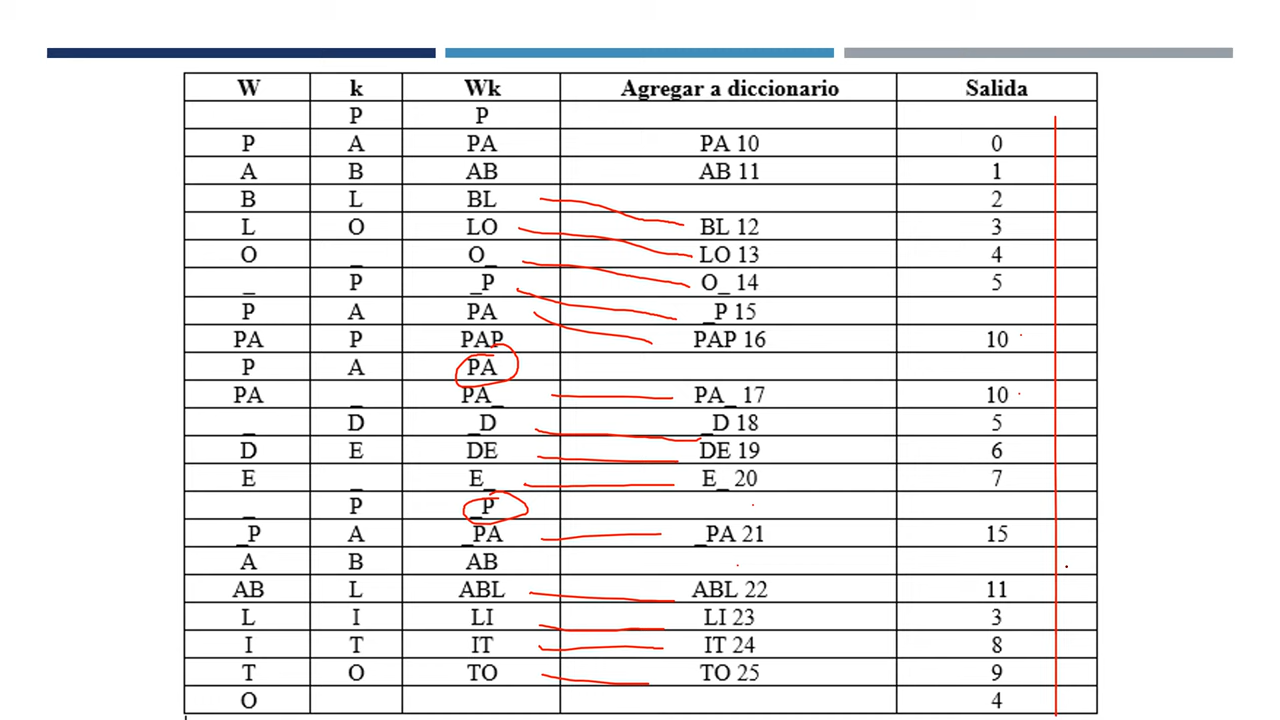 W k Wk Agregar a diccionario Salida
P P
P A PA PA 10 0
A B AB AB 11 1
B L BL 2
L O LO BL 12 3
O _ O_ LO 13 4
_ P _P O_ 14 5
P A PA _P 15
PA P PAP PAP 16 10
P A PA
PA _ PA_ PA_ 17 10
_ D _D _D 18 5
D E DE DE 19 6
E _ E_ E_ 20 7
_ P _P
_P A _PA _PA 21 15
A B AB
AB L ABL ABL 22 11
L I LI LI 23 3
I T IT IT 24 8
T O TO TO 25 9
O 4